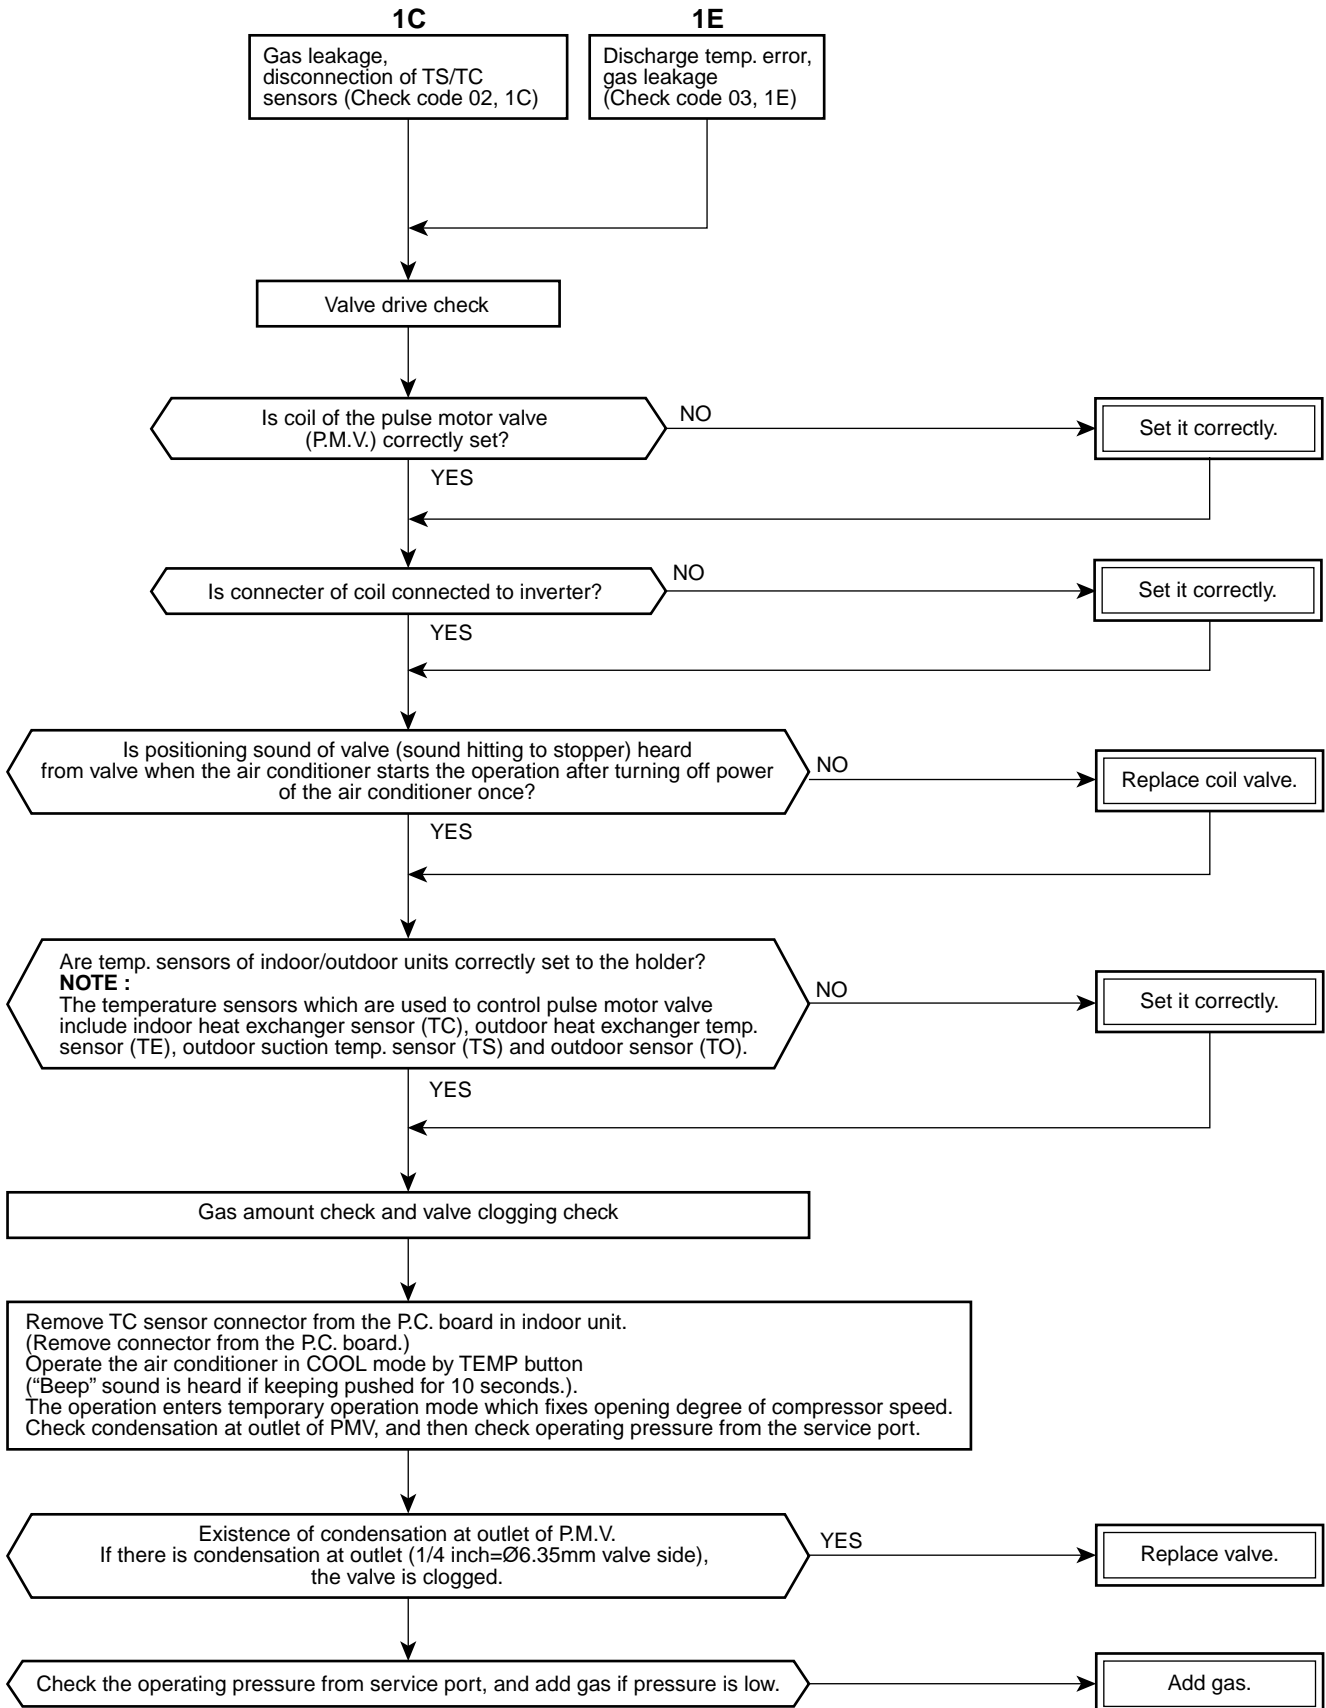 1C
1E
Gas leakage,
disconnection of TS/TC
sensors (Check code 02, 1C)
Discharge temp. error,
gas leakage
(Check code 03, 1E)
Valve drive check
Is coil of the pulse motor valve
(P.M.V.) correctly set?
NO
Set it correctly.
YES
Is connecter of coil connected to inverter?
NO
Set it correctly.
YES
Is positioning sound of valve (sound hitting to stopper) heard
from valve when the air conditioner starts the operation after turning off power
of the air conditioner once?
NO
Replace coil valve.
YES
Are temp. sensors of indoor/outdoor units correctly set to the holder?
NOTE :
The temperature sensors which are used to control pulse motor valve
include indoor heat exchanger sensor (TC), outdoor heat exchanger temp.
sensor (TE), outdoor suction temp. sensor (TS) and outdoor sensor (TO).
NO
Set it correctly.
YES
Gas amount check and valve clogging check
Remove TC sensor connector from the P.C. board in indoor unit.
(Remove connector from the P.C. board.)
Operate the air conditioner in COOL mode by TEMP button
(“Beep” sound is heard if keeping pushed for 10 seconds.).
The operation enters temporary operation mode which fixes opening degree of compressor speed.
Check condensation at outlet of PMV, and then check operating pressure from the service port.
Existence of condensation at outlet of P.M.V.
If there is condensation at outlet (1/4 inch=Ø6.35mm valve side),
the valve is clogged.
YES
Replace valve.
Check the operating pressure from service port, and add gas if pressure is low.
Add gas.